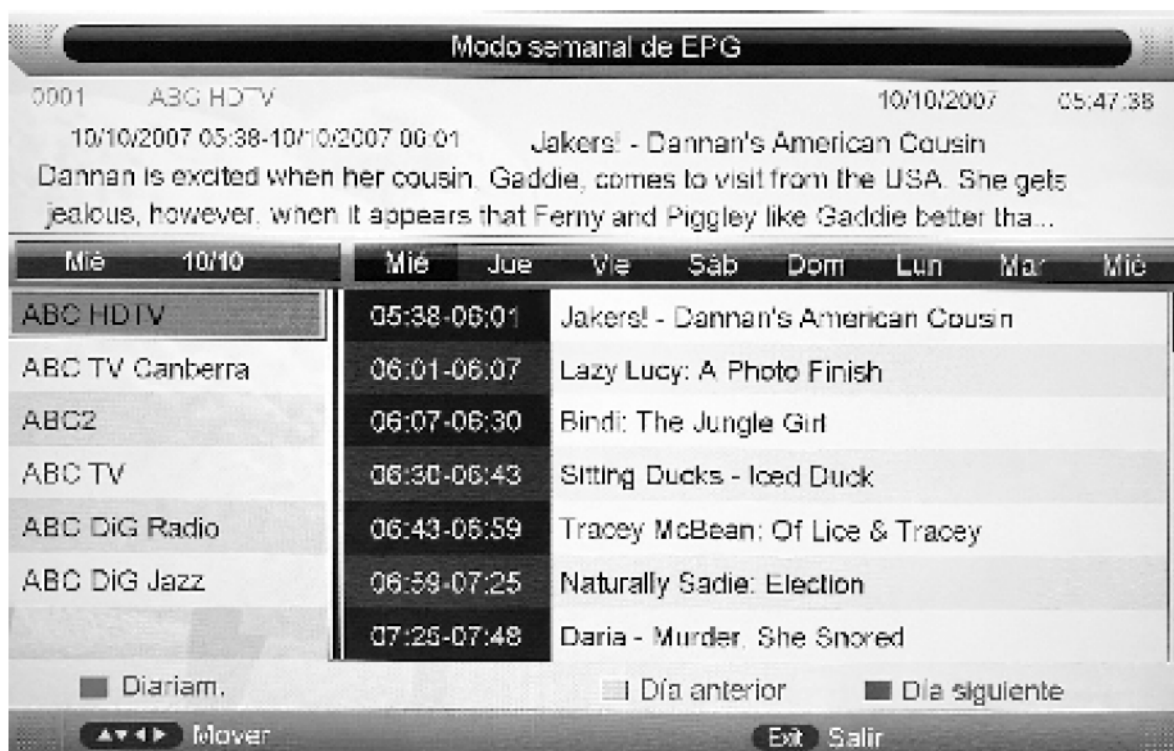 Modo semanal de EPG
0001 ABC HDTV 10/10/2007 05:47:38
10/10/2007 05:38-10/10/2007 06:01 Jakers! - Dannan's American Cousin
Dannan is excited when her cousin, Gaddie, comes to visit from the USA. She gets
jealous, however, when it appears that Ferny and Piggley like Gaddie better tha...
Mié 10/10 Mié Jue Vie Sáb Dom Lun Mar Mié
ABC HDTV 05:38-06:01 Jakers! - Dannan's American Cousin
ABC TV Canberra 06:01-06:07 Lazy Lucy: A Photo Finish
ABC2 06:07-06:30 Bindi: The Jungle Girl
ABC TV 06:30-06:43 Sitting Ducks - Iced Duck
ABC DiG Radio 06:43-06:59 Tracey McBean: Of Lice & Tracey
ABC DiG Jazz 06:59-07:25 Naturally Sadie: Election
07:25-07:48 Daria - Murder, She Snored
Diariam. Día anterior Día siguiente
Mover Exit Salir